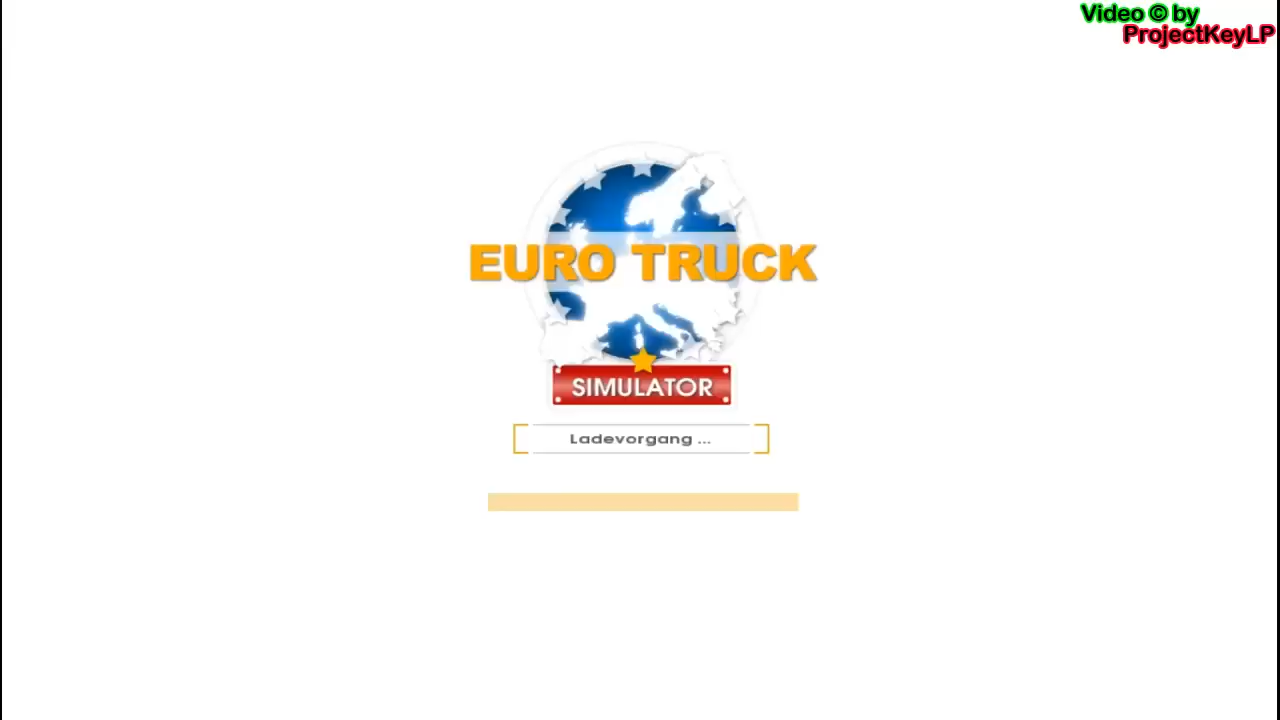 Video © by
ProjectKeyLP
EURO TRUCK
SIMULATOR
Ladevorgang ...